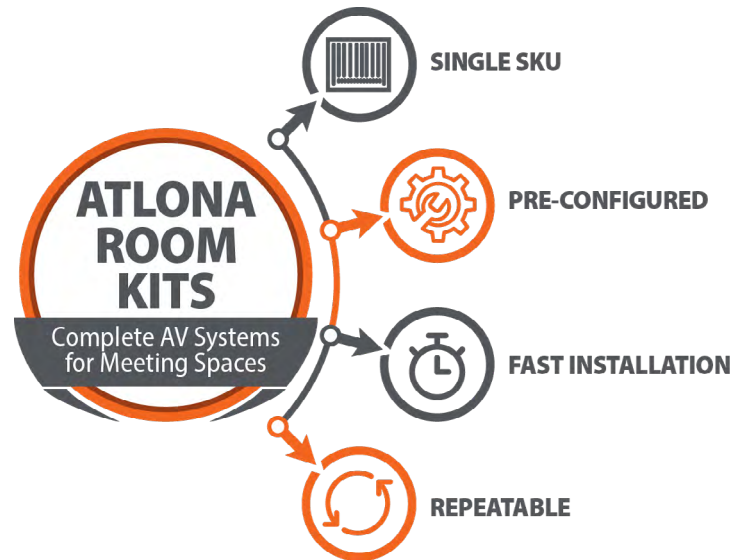 ATLONA
ROOM
KITS
Complete AV Systems
for Meeting Spaces
SINGLE SKU
PRE-CONFIGURED
FAST INSTALLATION
REPEATABLE